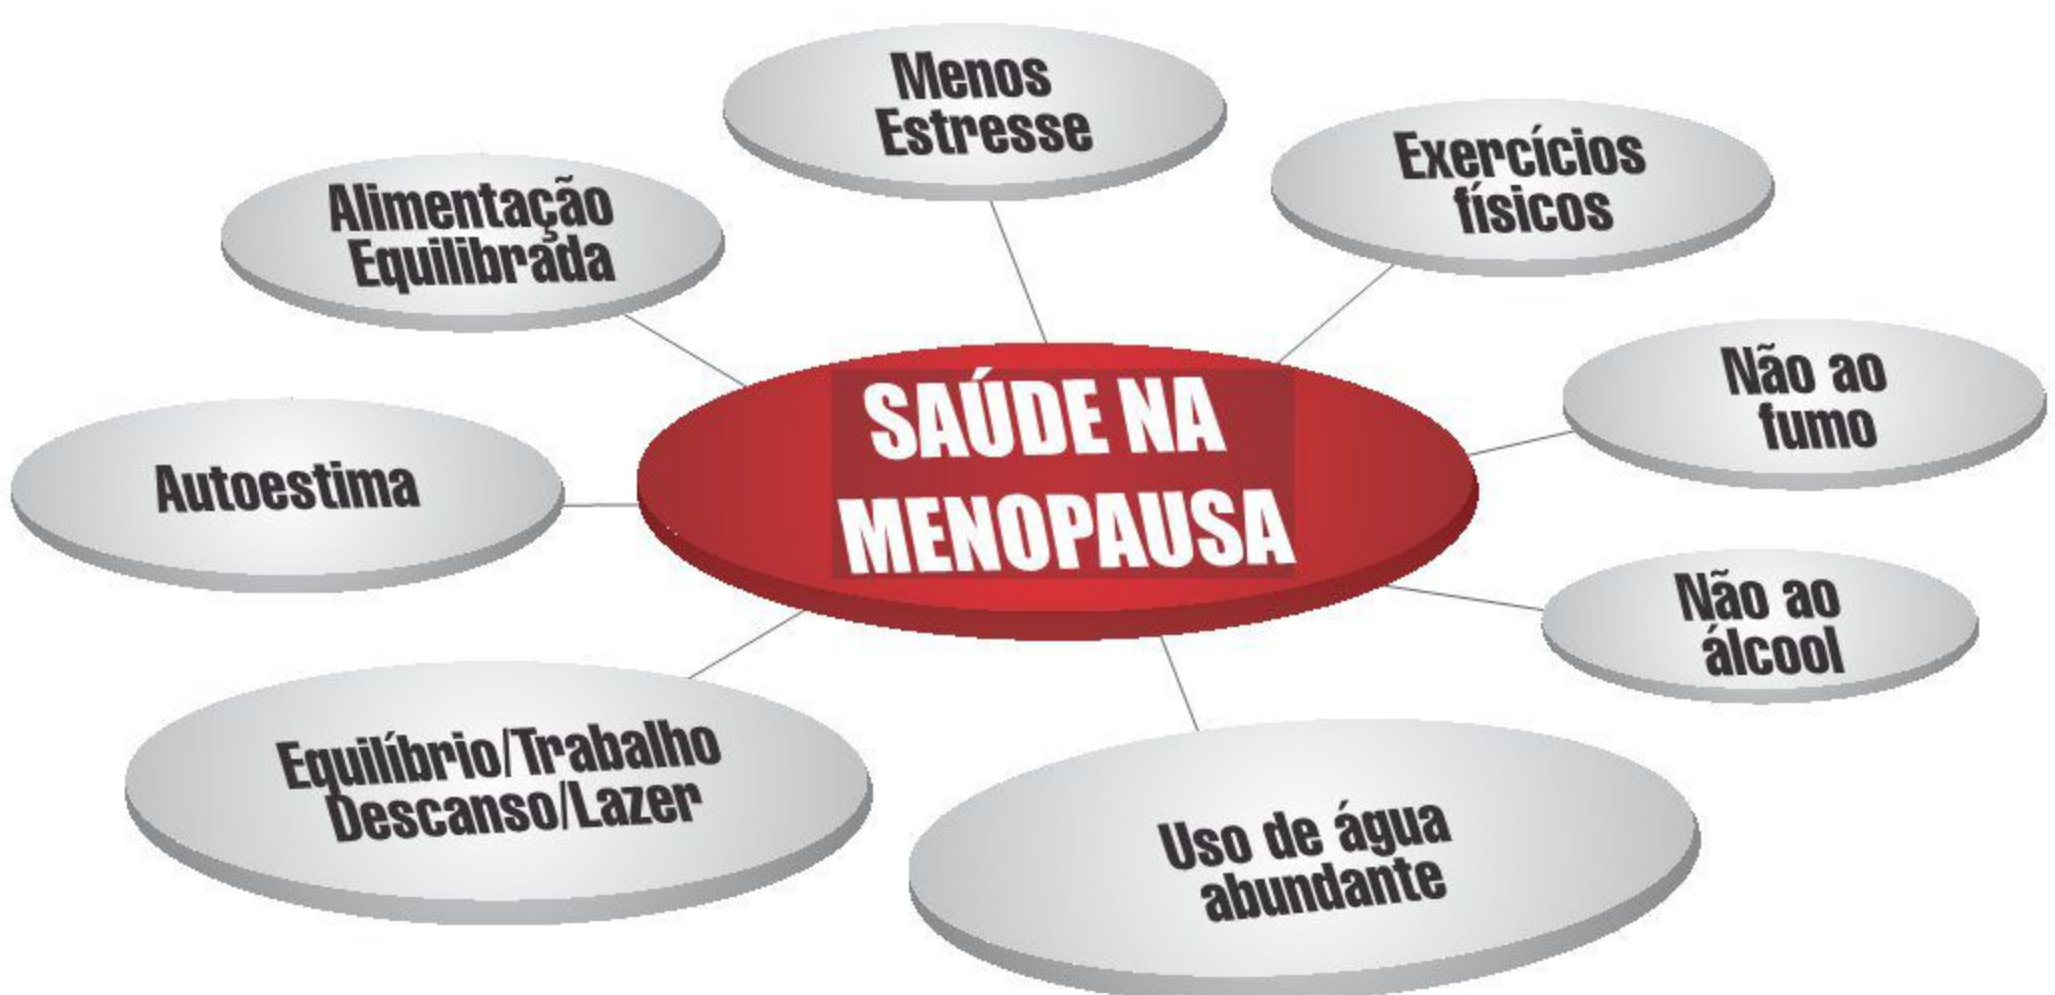 Menos
Estresse
Exercícios
físicos
Alimentação
Equilibrada
Não ao
fumo
SAÚDE NA
MENOPAUSA
Autoestima
Não ao
álcool
Equilíbrio/Trabalho
Descanso/Lazer
Uso de água
abundante